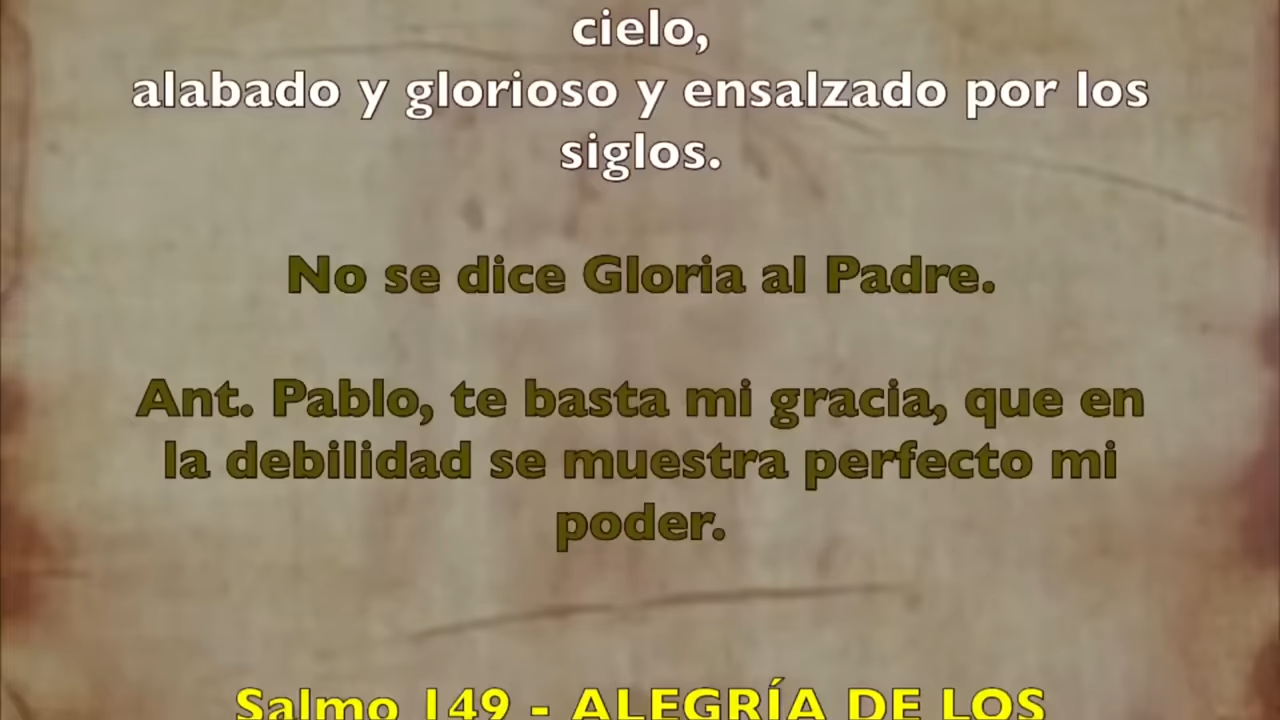 cielo,
alabado y glorioso y ensalzado por los
siglos.
No se dice Gloria al Padre.
Ant. Pablo, te basta mi gracia, que en
la debilidad se muestra perfecto mi
poder.
Salmo 149 - ALEGRÍA DE LOS